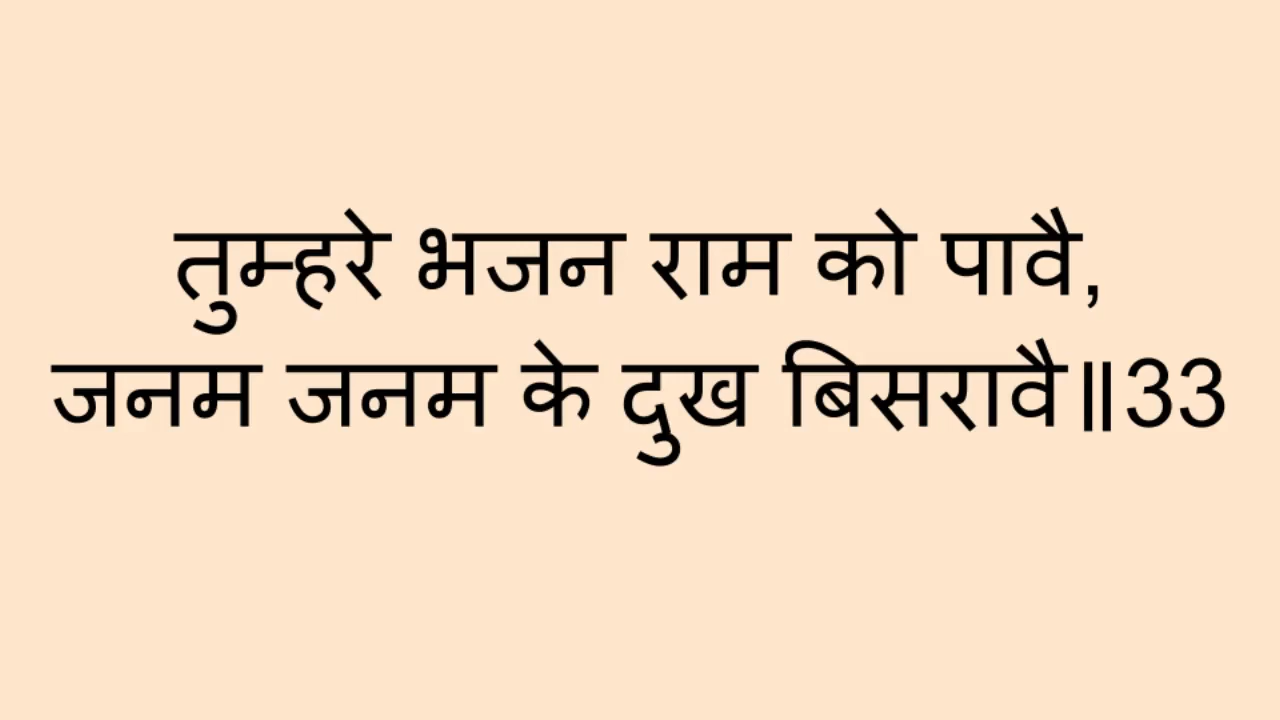 तुम्हरे भजन राम को पावै,
जनम जनम के दुख बिसरावै॥33